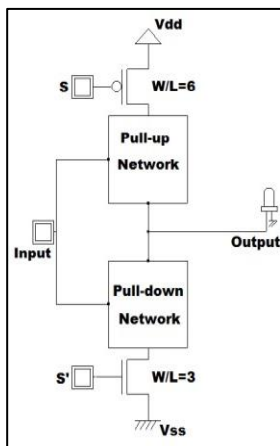 Vdd
S
W/L=6
Pull-up
Network
Input
Output
Pull-down
Network
S'
W/L=3
Vss